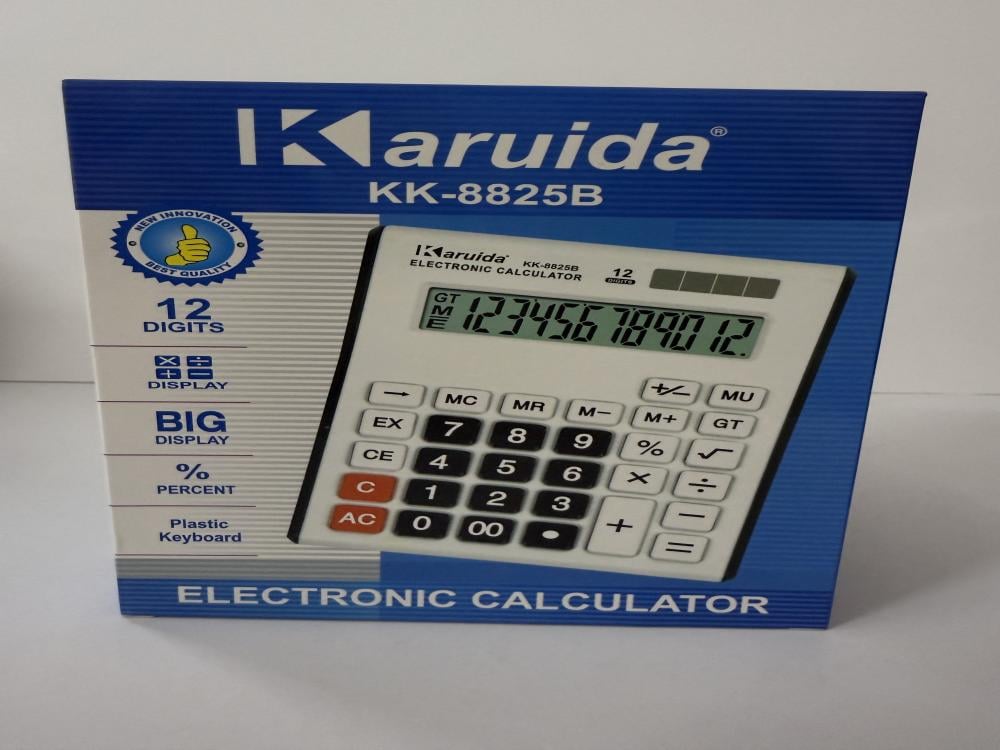 Karuida®
KK-8825B
NEW INNOVATION
BEST QUALITY
12
DIGITS
× ÷
+ −
DISPLAY
BIG
DISPLAY
%
PERCENT
Plastic
Keyboard
Karuida®
KK-8825B
ELECTRONIC CALCULATOR
12
DIGITS
GT
M
E
123456789012.
→ MC MR M− +/− MU
EX 7 8 9 M+ GT
CE 4 5 6 % √
C 1 2 3 × ÷
AC 0 00 • + −
=
ELECTRONIC CALCULATOR